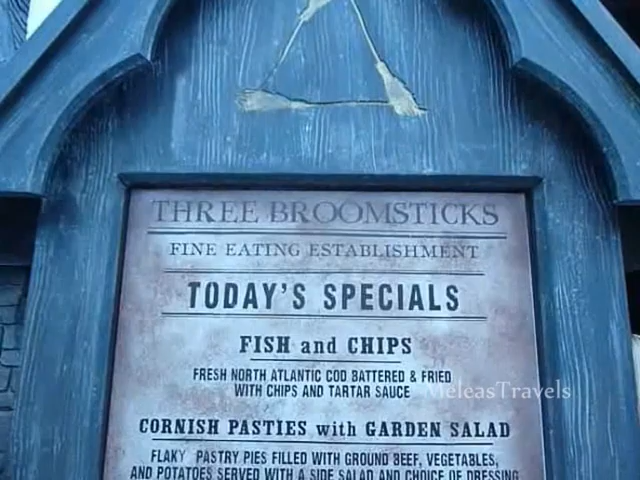 THREE BROOMSTICKS
FINE EATING ESTABLISHMENT
TODAY'S SPECIALS
FISH and CHIPS
FRESH NORTH ATLANTIC COD BATTERED & FRIED
WITH CHIPS AND TARTAR SAUCE
MeleasTravels
CORNISH PASTIES with GARDEN SALAD
FLAKY PASTRY PIES FILLED WITH GROUND BEEF, VEGETABLES,
AND POTATOES SERVED WITH A SIDE SALAD AND CHOICE OF DRESSING